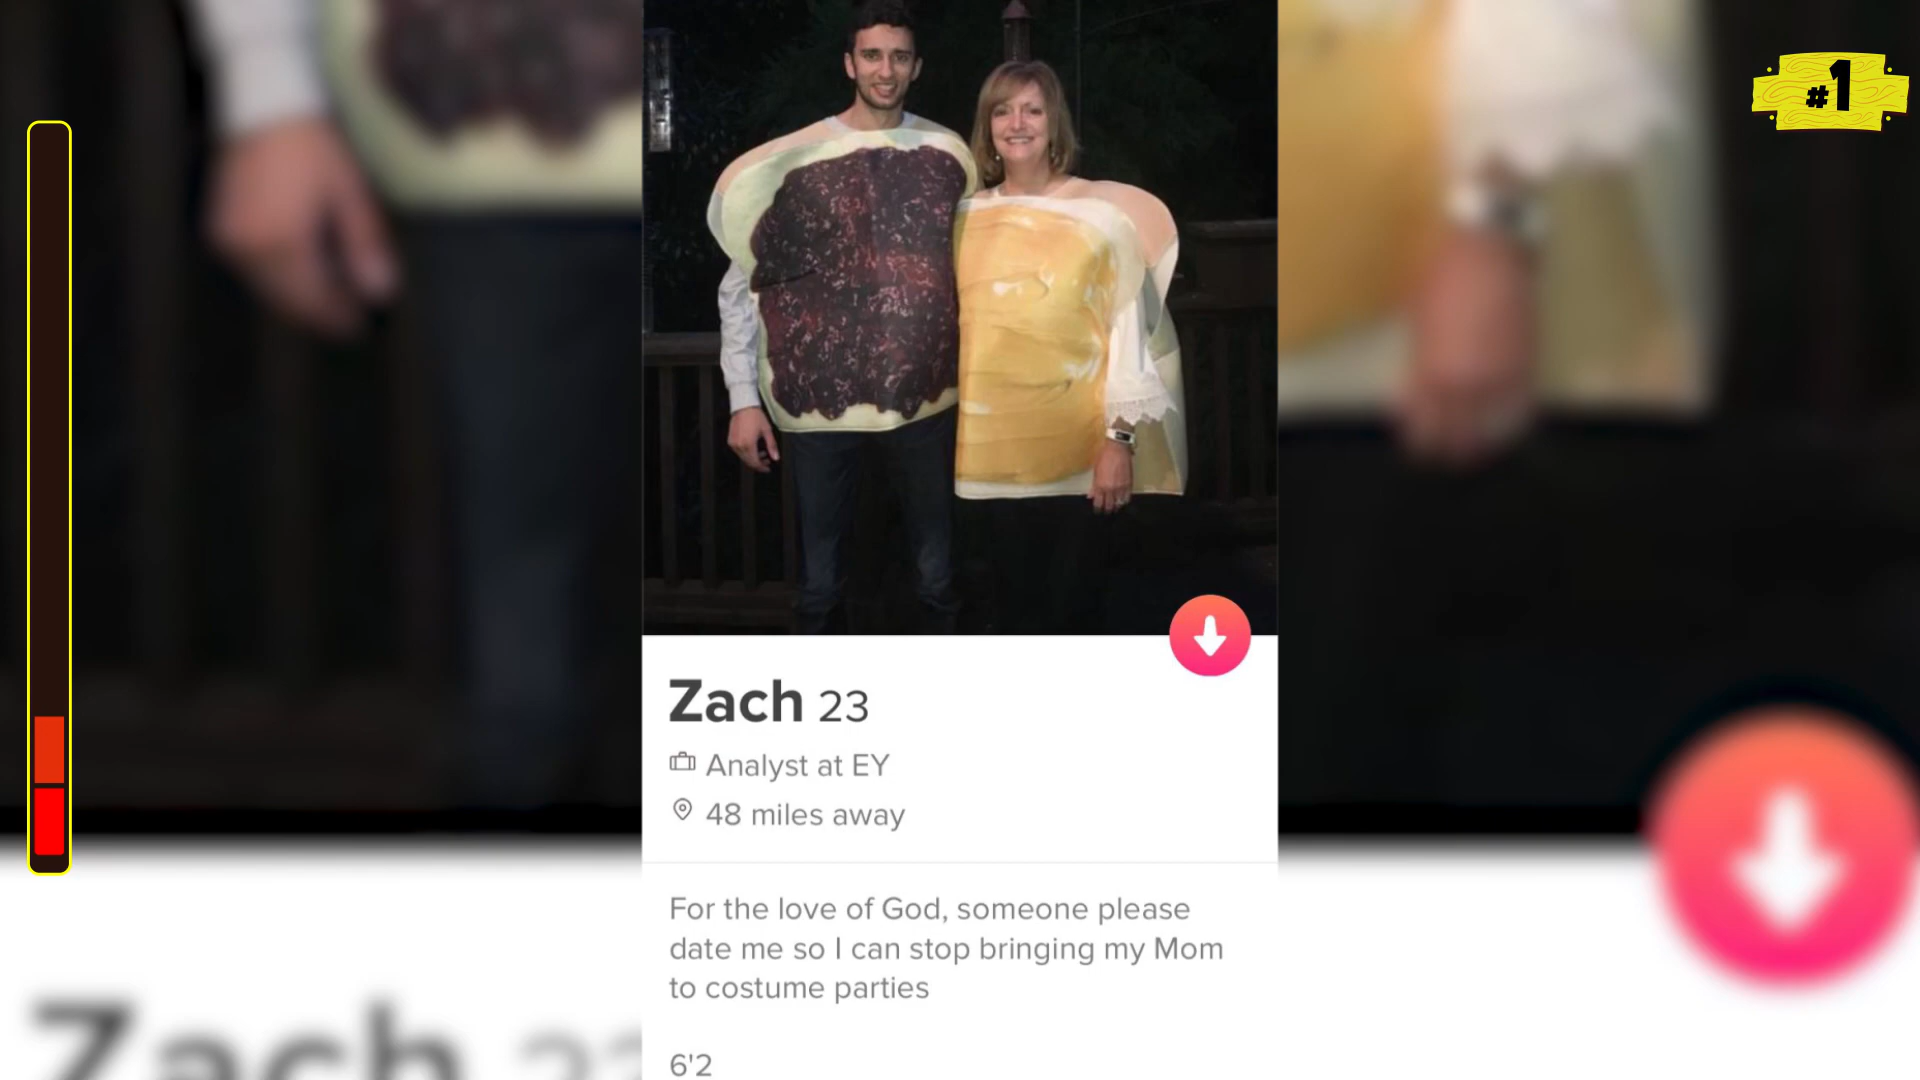 #1
Zach 23
Analyst at EY
48 miles away
For the love of God, someone please
date me so I can stop bringing my Mom
to costume parties
6'2
Zach 23